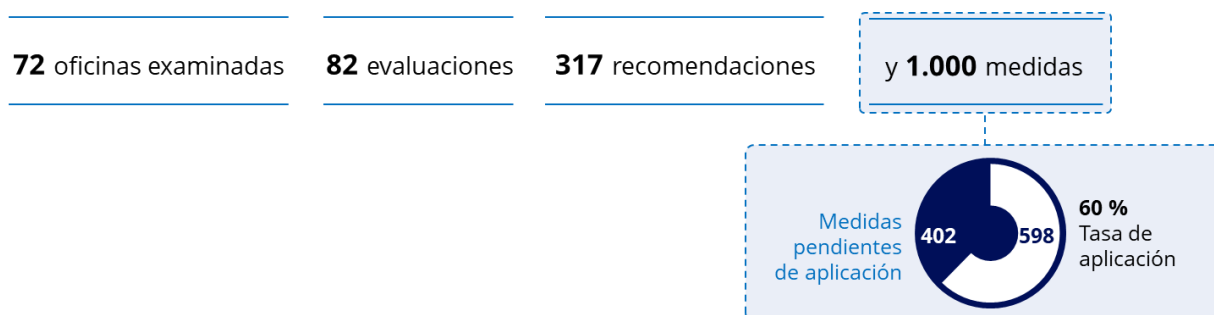 72 oficinas examinadas
82 evaluaciones
317 recomendaciones
y 1.000 medidas
Medidas
pendientes
de aplicación
402
598
60 %
Tasa de
aplicación